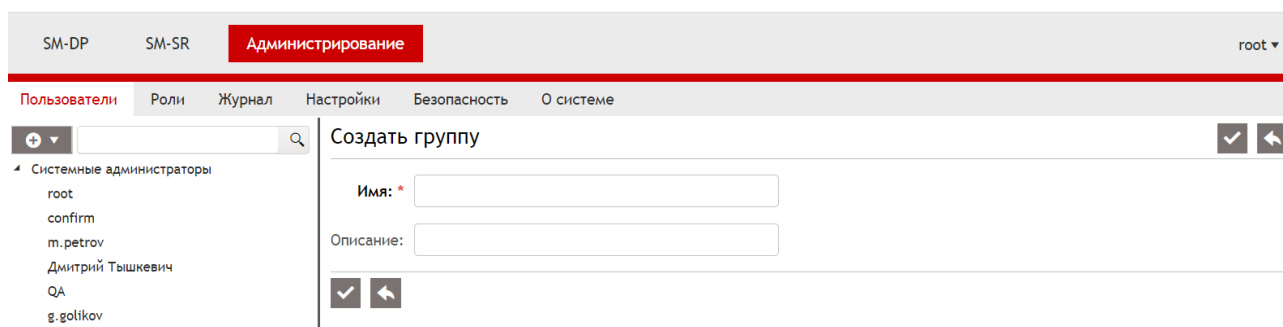 SM-DP SM-SR Администрирование root
Пользователи Роли Журнал Настройки Безопасность О системе
Создать группу
Системные администраторы
root
confirm
m.petrov
Дмитрий Тышкевич
QA
g.golikov
Имя: *
Описание: